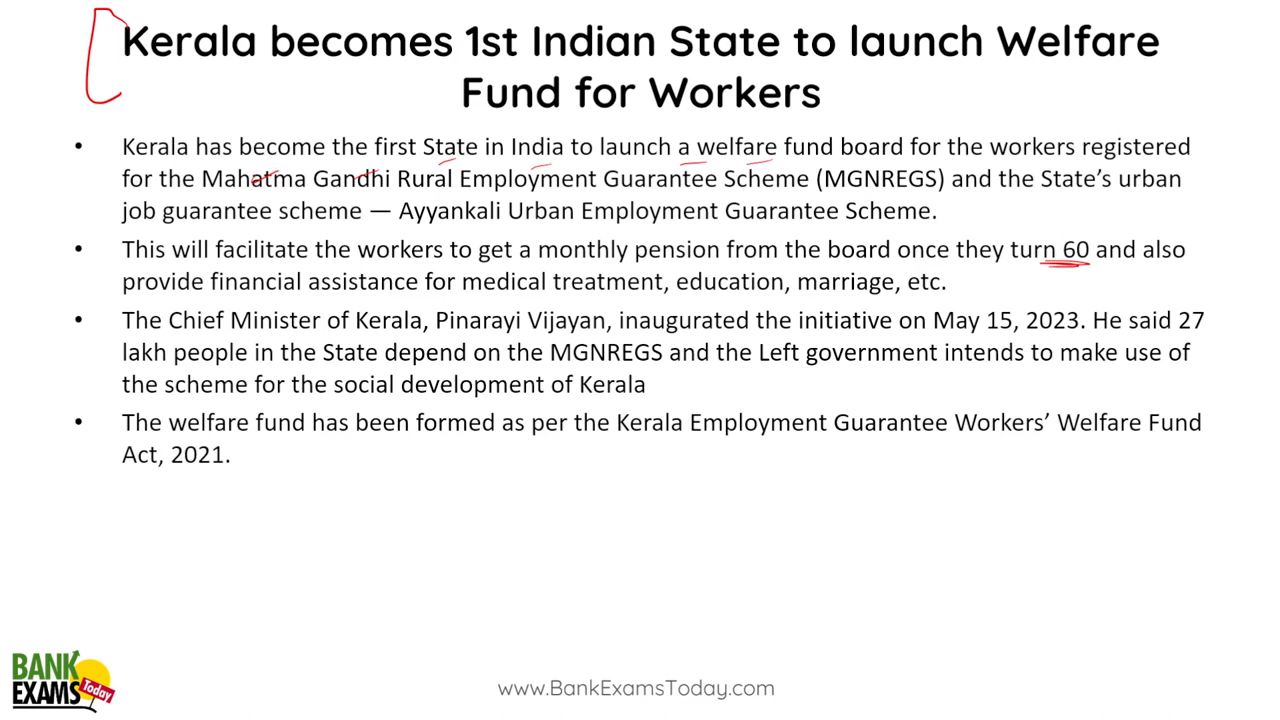 Kerala becomes 1st Indian State to launch Welfare
Fund for Workers
• Kerala has become the first State in India to launch a welfare fund board for the workers registered
for the Mahatma Gandhi Rural Employment Guarantee Scheme (MGNREGS) and the State’s urban
job guarantee scheme — Ayyankali Urban Employment Guarantee Scheme.
• This will facilitate the workers to get a monthly pension from the board once they turn 60 and also
provide financial assistance for medical treatment, education, marriage, etc.
• The Chief Minister of Kerala, Pinarayi Vijayan, inaugurated the initiative on May 15, 2023. He said 27
lakh people in the State depend on the MGNREGS and the Left government intends to make use of
the scheme for the social development of Kerala
• The welfare fund has been formed as per the Kerala Employment Guarantee Workers’ Welfare Fund
Act, 2021.
BANK
EXAMS
Today
www.BankExamsToday.com